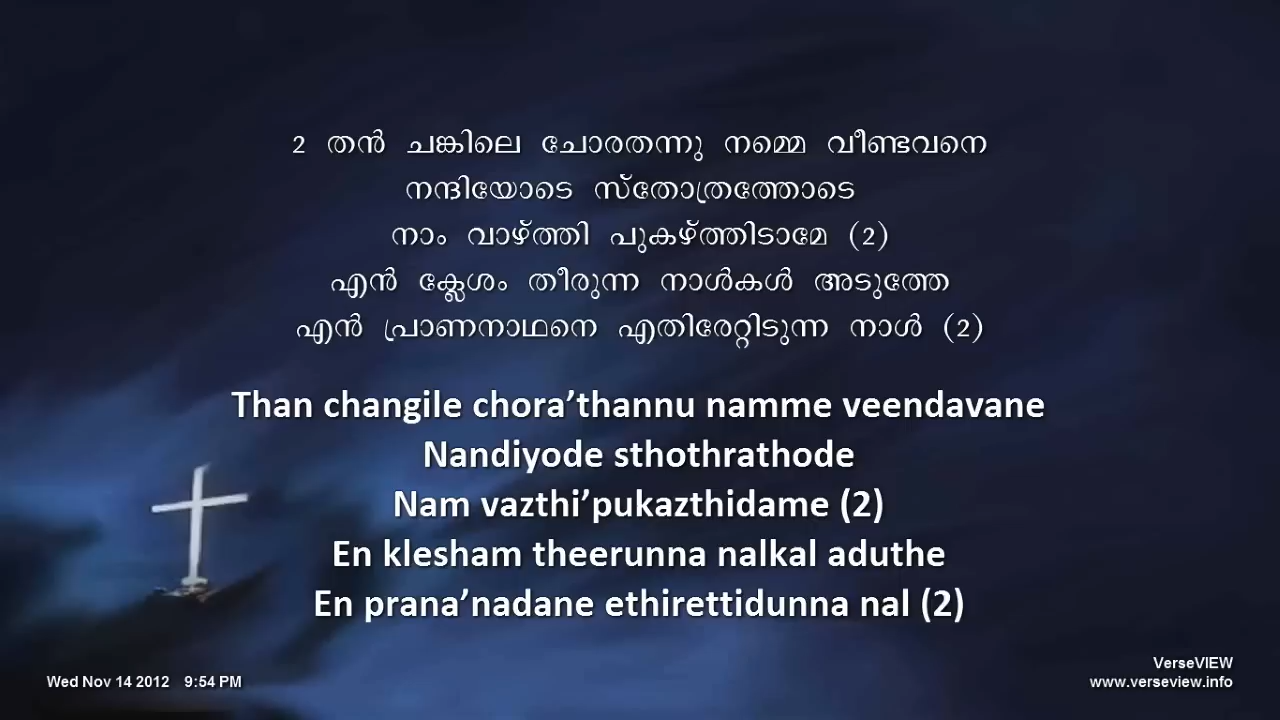 2 തൻ ചങ്കിലെ ചോരതന്നു നമ്മെ വീണ്ടവനെ
നന്ദിയോടെ സ്തോത്രത്തോടെ
നാം വാഴ്ത്തി പുകഴ്ത്തിടാമേ (2)
എൻ ക്ലേശം തീരുന്ന നാൾകൾ അടുത്തേ
എൻ പ്രാണനാഥനെ എതിരേറ്റിടുന്ന നാൾ (2)
Than changile chora’thannu namme veendavane
Nandiyode sthothrathode
Nam vazthi’pukazthidame (2)
En klesham theerunna nalkal aduthe
En prana’nadane ethirettidunna nal (2)
Wed Nov 14 2012 9:54 PM
VerseVIEW
www.verseview.info